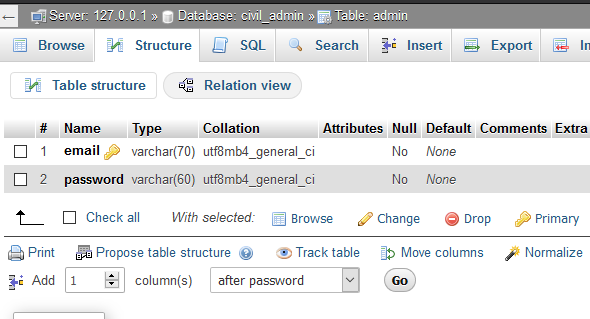 Server: 127.0.0.1 » Database: civil_admin » Table: admin
Browse Structure SQL Search Insert Export
Table structure Relation view
# Name Type Collation Attributes Null Default Comments Extra
1 email varchar(70) utf8mb4_general_ci No None
2 password varchar(60) utf8mb4_general_ci No None
Check all With selected: Browse Change Drop Primary
Print Propose table structure Track table Move columns Normalize
Add 1 column(s) after password Go